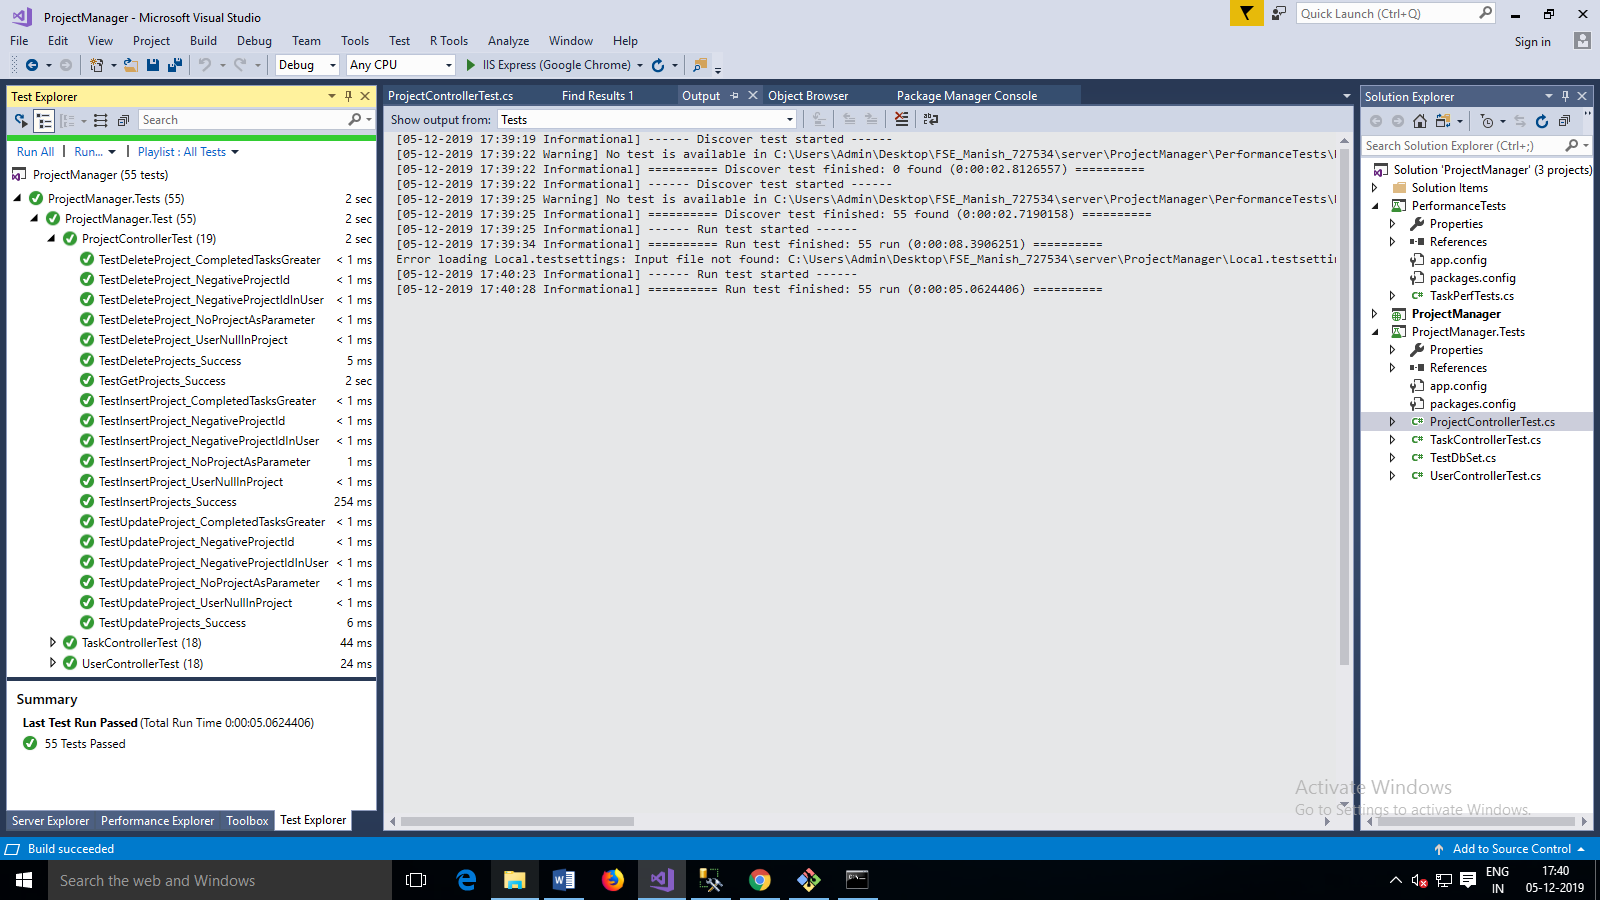 ProjectManager - Microsoft Visual Studio
Quick Launch (Ctrl+Q)
File Edit View Project Build Debug Team Tools Test R Tools Analyze Window Help
Sign in
Debug Any CPU IIS Express (Google Chrome)
Test Explorer
Search
Run All | Run... | Playlist : All Tests
ProjectManager (55 tests)
ProjectManager.Tests (55) 2 sec
ProjectManager.Test (55) 2 sec
ProjectControllerTest (19) 2 sec
TestDeleteProject_CompletedTasksGreater < 1 ms
TestDeleteProject_NegativeProjectId < 1 ms
TestDeleteProject_NegativeProjectIdInUser < 1 ms
TestDeleteProject_NoProjectAsParameter < 1 ms
TestDeleteProject_UserNullInProject < 1 ms
TestDeleteProjects_Success 5 ms
TestGetProjects_Success 2 sec
TestInsertProject_CompletedTasksGreater < 1 ms
TestInsertProject_NegativeProjectId < 1 ms
TestInsertProject_NegativeProjectIdInUser < 1 ms
TestInsertProject_NoProjectAsParameter 1 ms
TestInsertProject_UserNullInProject < 1 ms
TestInsertProjects_Success 254 ms
TestUpdateProject_CompletedTasksGreater < 1 ms
TestUpdateProject_NegativeProjectId < 1 ms
TestUpdateProject_NegativeProjectIdInUser < 1 ms
TestUpdateProject_NoProjectAsParameter < 1 ms
TestUpdateProject_UserNullInProject < 1 ms
TestUpdateProjects_Success 6 ms
TaskControllerTest (18) 44 ms
UserControllerTest (18) 24 ms
Summary
Last Test Run Passed (Total Run Time 0:00:05.0624406)
55 Tests Passed
Server Explorer Performance Explorer Toolbox Test Explorer
ProjectControllerTest.cs Find Results 1 Output Object Browser Package Manager Console
Show output from: Tests
[05-12-2019 17:39:19 Informational] ------ Discover test started ------
[05-12-2019 17:39:22 Warning] No test is available in C:\Users\Admin\Desktop\FSE_Manish_727534\server\ProjectManager\PerformanceTests\
[05-12-2019 17:39:22 Informational] ========== Discover test finished: 0 found (0:00:02.8126557) ==========
[05-12-2019 17:39:22 Informational] ------ Discover test started ------
[05-12-2019 17:39:25 Warning] No test is available in C:\Users\Admin\Desktop\FSE_Manish_727534\server\ProjectManager\PerformanceTests\
[05-12-2019 17:39:25 Informational] ========== Discover test finished: 55 found (0:00:02.7190158) ==========
[05-12-2019 17:39:25 Informational] ------ Run test started ------
[05-12-2019 17:39:34 Informational] ========== Run test finished: 55 run (0:00:08.3906251) ==========
Error loading Local.testsettings: Input file not found: C:\Users\Admin\Desktop\FSE_Manish_727534\server\ProjectManager\Local.testsettin
[05-12-2019 17:40:23 Informational] ------ Run test started ------
[05-12-2019 17:40:28 Informational] ========== Run test finished: 55 run (0:00:05.0624406) ==========
Solution Explorer
Search Solution Explorer (Ctrl+;)
Solution 'ProjectManager' (3 projects)
Solution Items
PerformanceTests
Properties
References
app.config
packages.config
C# TaskPerfTests.cs
ProjectManager
ProjectManager.Tests
Properties
References
app.config
packages.config
C# ProjectControllerTest.cs
C# TaskControllerTest.cs
C# TestDbSet.cs
C# UserControllerTest.cs
Activate Windows
Go to Settings to activate Windows.
Build succeeded
Add to Source Control
Search the web and Windows
ENG
IN
17:40
05-12-2019